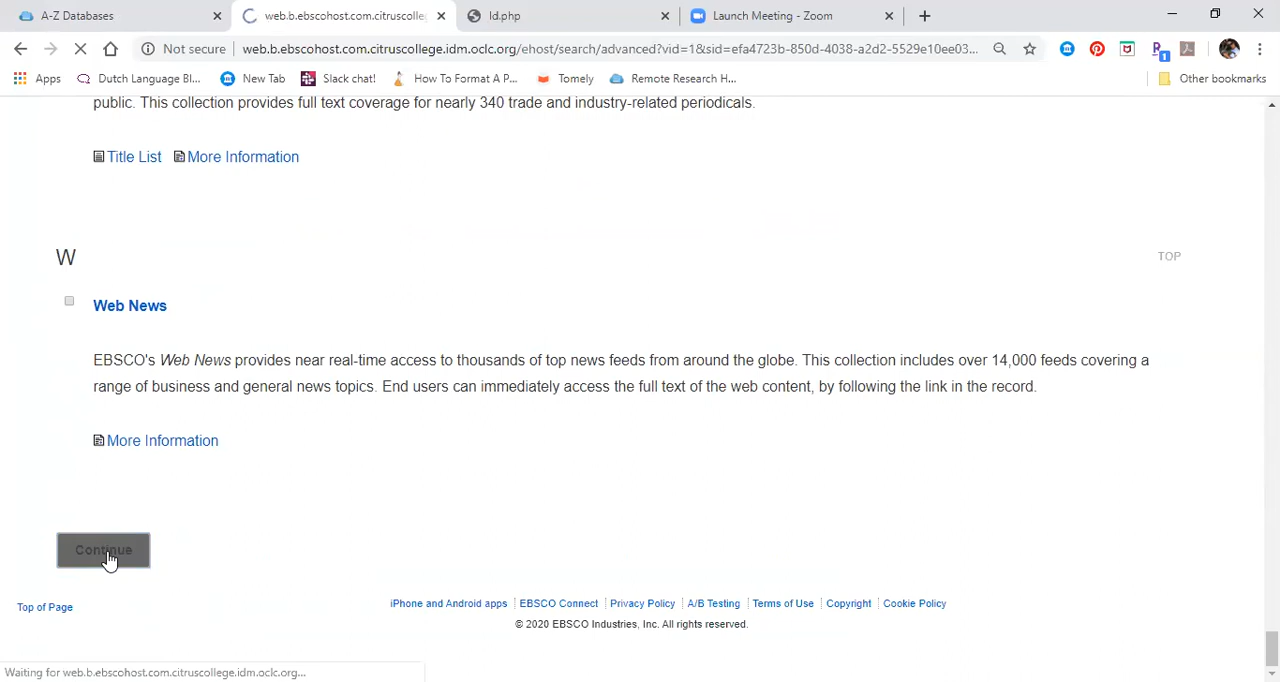 A-Z Databases
web.b.ebscohost.com.citruscolleg
ld.php
Launch Meeting - Zoom
Not secure
web.b.ebscohost.com.citruscollege.idm.oclc.org/ehost/search/advanced?vid=1&sid=efa4723b-850d-4038-a2d2-5529e10ee03...
Apps
Dutch Language Bl...
New Tab
Slack chat!
How To Format A P...
Tomely
Remote Research H...
Other bookmarks
public. This collection provides full text coverage for nearly 340 trade and industry-related periodicals.
Title List More Information
W
TOP
Web News
EBSCO's Web News provides near real-time access to thousands of top news feeds from around the globe. This collection includes over 14,000 feeds covering a
range of business and general news topics. End users can immediately access the full text of the web content, by following the link in the record.
More Information
Continue
Top of Page
iPhone and Android apps EBSCO Connect Privacy Policy A/B Testing Terms of Use Copyright Cookie Policy
© 2020 EBSCO Industries, Inc. All rights reserved.
Waiting for web.b.ebscohost.com.citruscollege.idm.oclc.org...